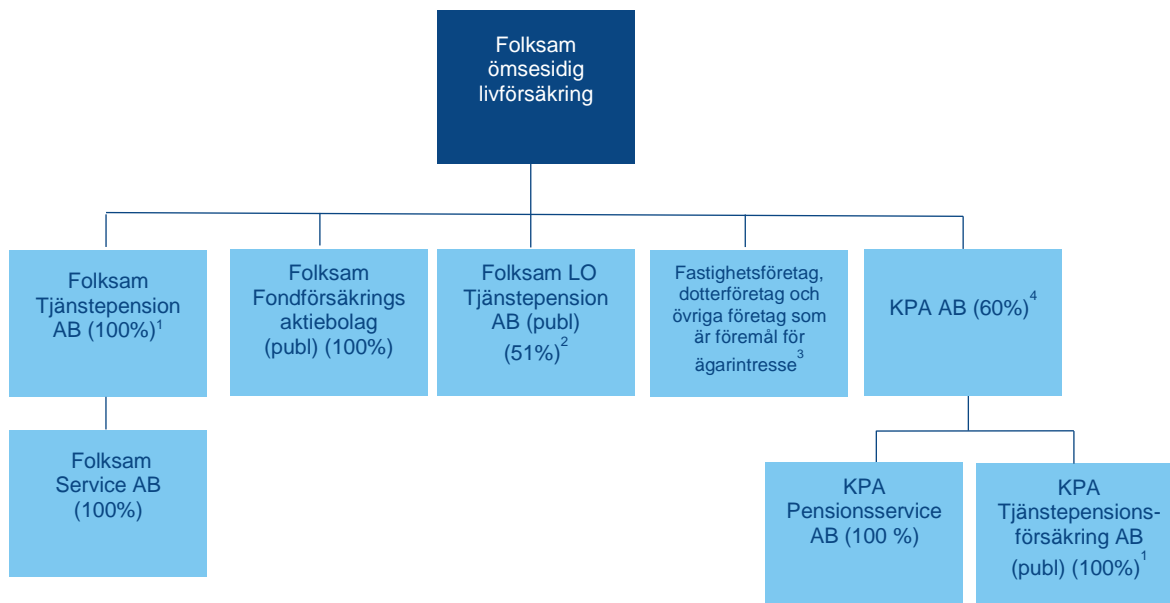 Folksam
ömsesidig
livförsäkring
Folksam
Tjänstepension
AB (100%)¹
Folksam
Fondförsäkrings
aktiebolag
(publ) (100%)
Folksam LO
Tjänstepension
AB (publ)
(51%)²
Fastighetsföretag,
dotterföretag och
övriga företag som
är föremål för
ägarintresse³
KPA AB (60%)⁴
Folksam
Service AB
(100%)
KPA
Pensionsservice
AB (100 %)
KPA
Tjänstepensions-
försäkring AB
(publ) (100%)¹